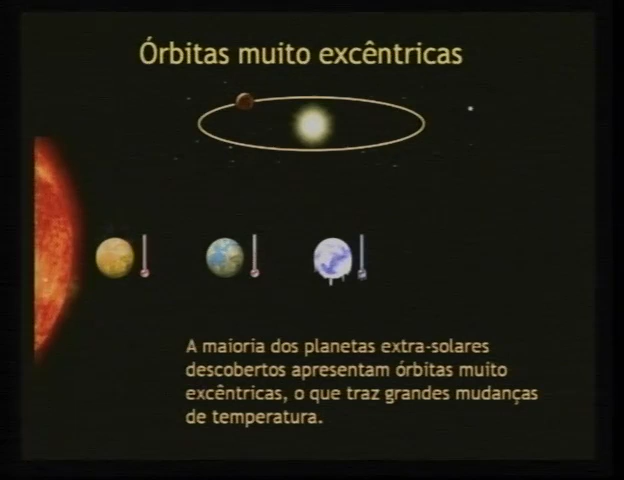 Órbitas muito excêntricas
A maioria dos planetas extra-solares
descobertos apresentam órbitas muito
excêntricas, o que traz grandes mudanças
de temperatura.